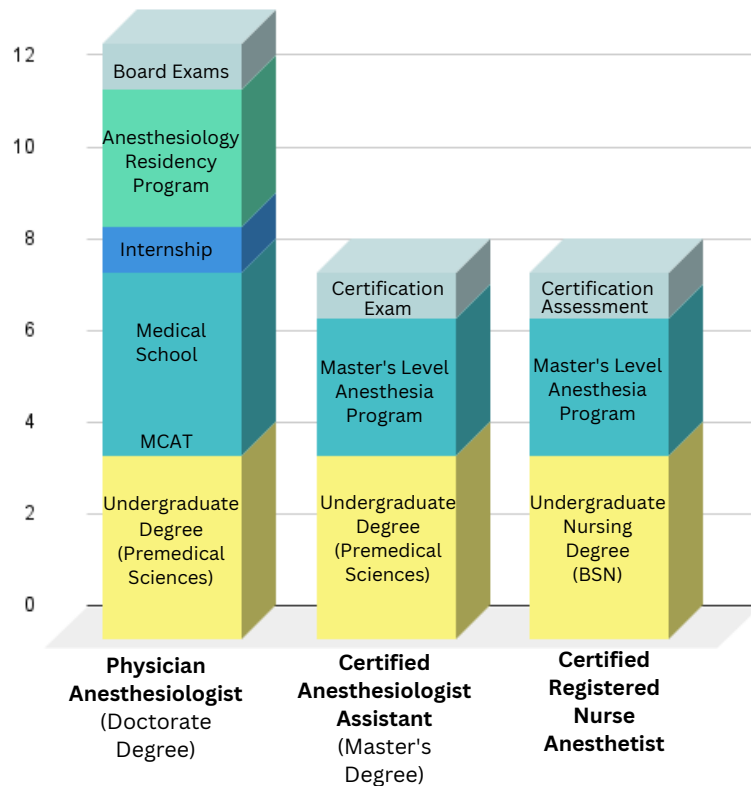 12
10
8
6
4
2
0
Board Exams
Anesthesiology
Residency
Program
Internship
Medical
School
MCAT
Undergraduate
Degree
(Premedical
Sciences)
Certification
Exam
Master's Level
Anesthesia
Program
Undergraduate
Degree
(Premedical
Sciences)
Certification
Assessment
Master's Level
Anesthesia
Program
Undergraduate
Nursing
Degree
(BSN)
Physician
Anesthesiologist
(Doctorate
Degree)
Certified
Anesthesiologist
Assistant
(Master's
Degree)
Certified
Registered
Nurse
Anesthetist